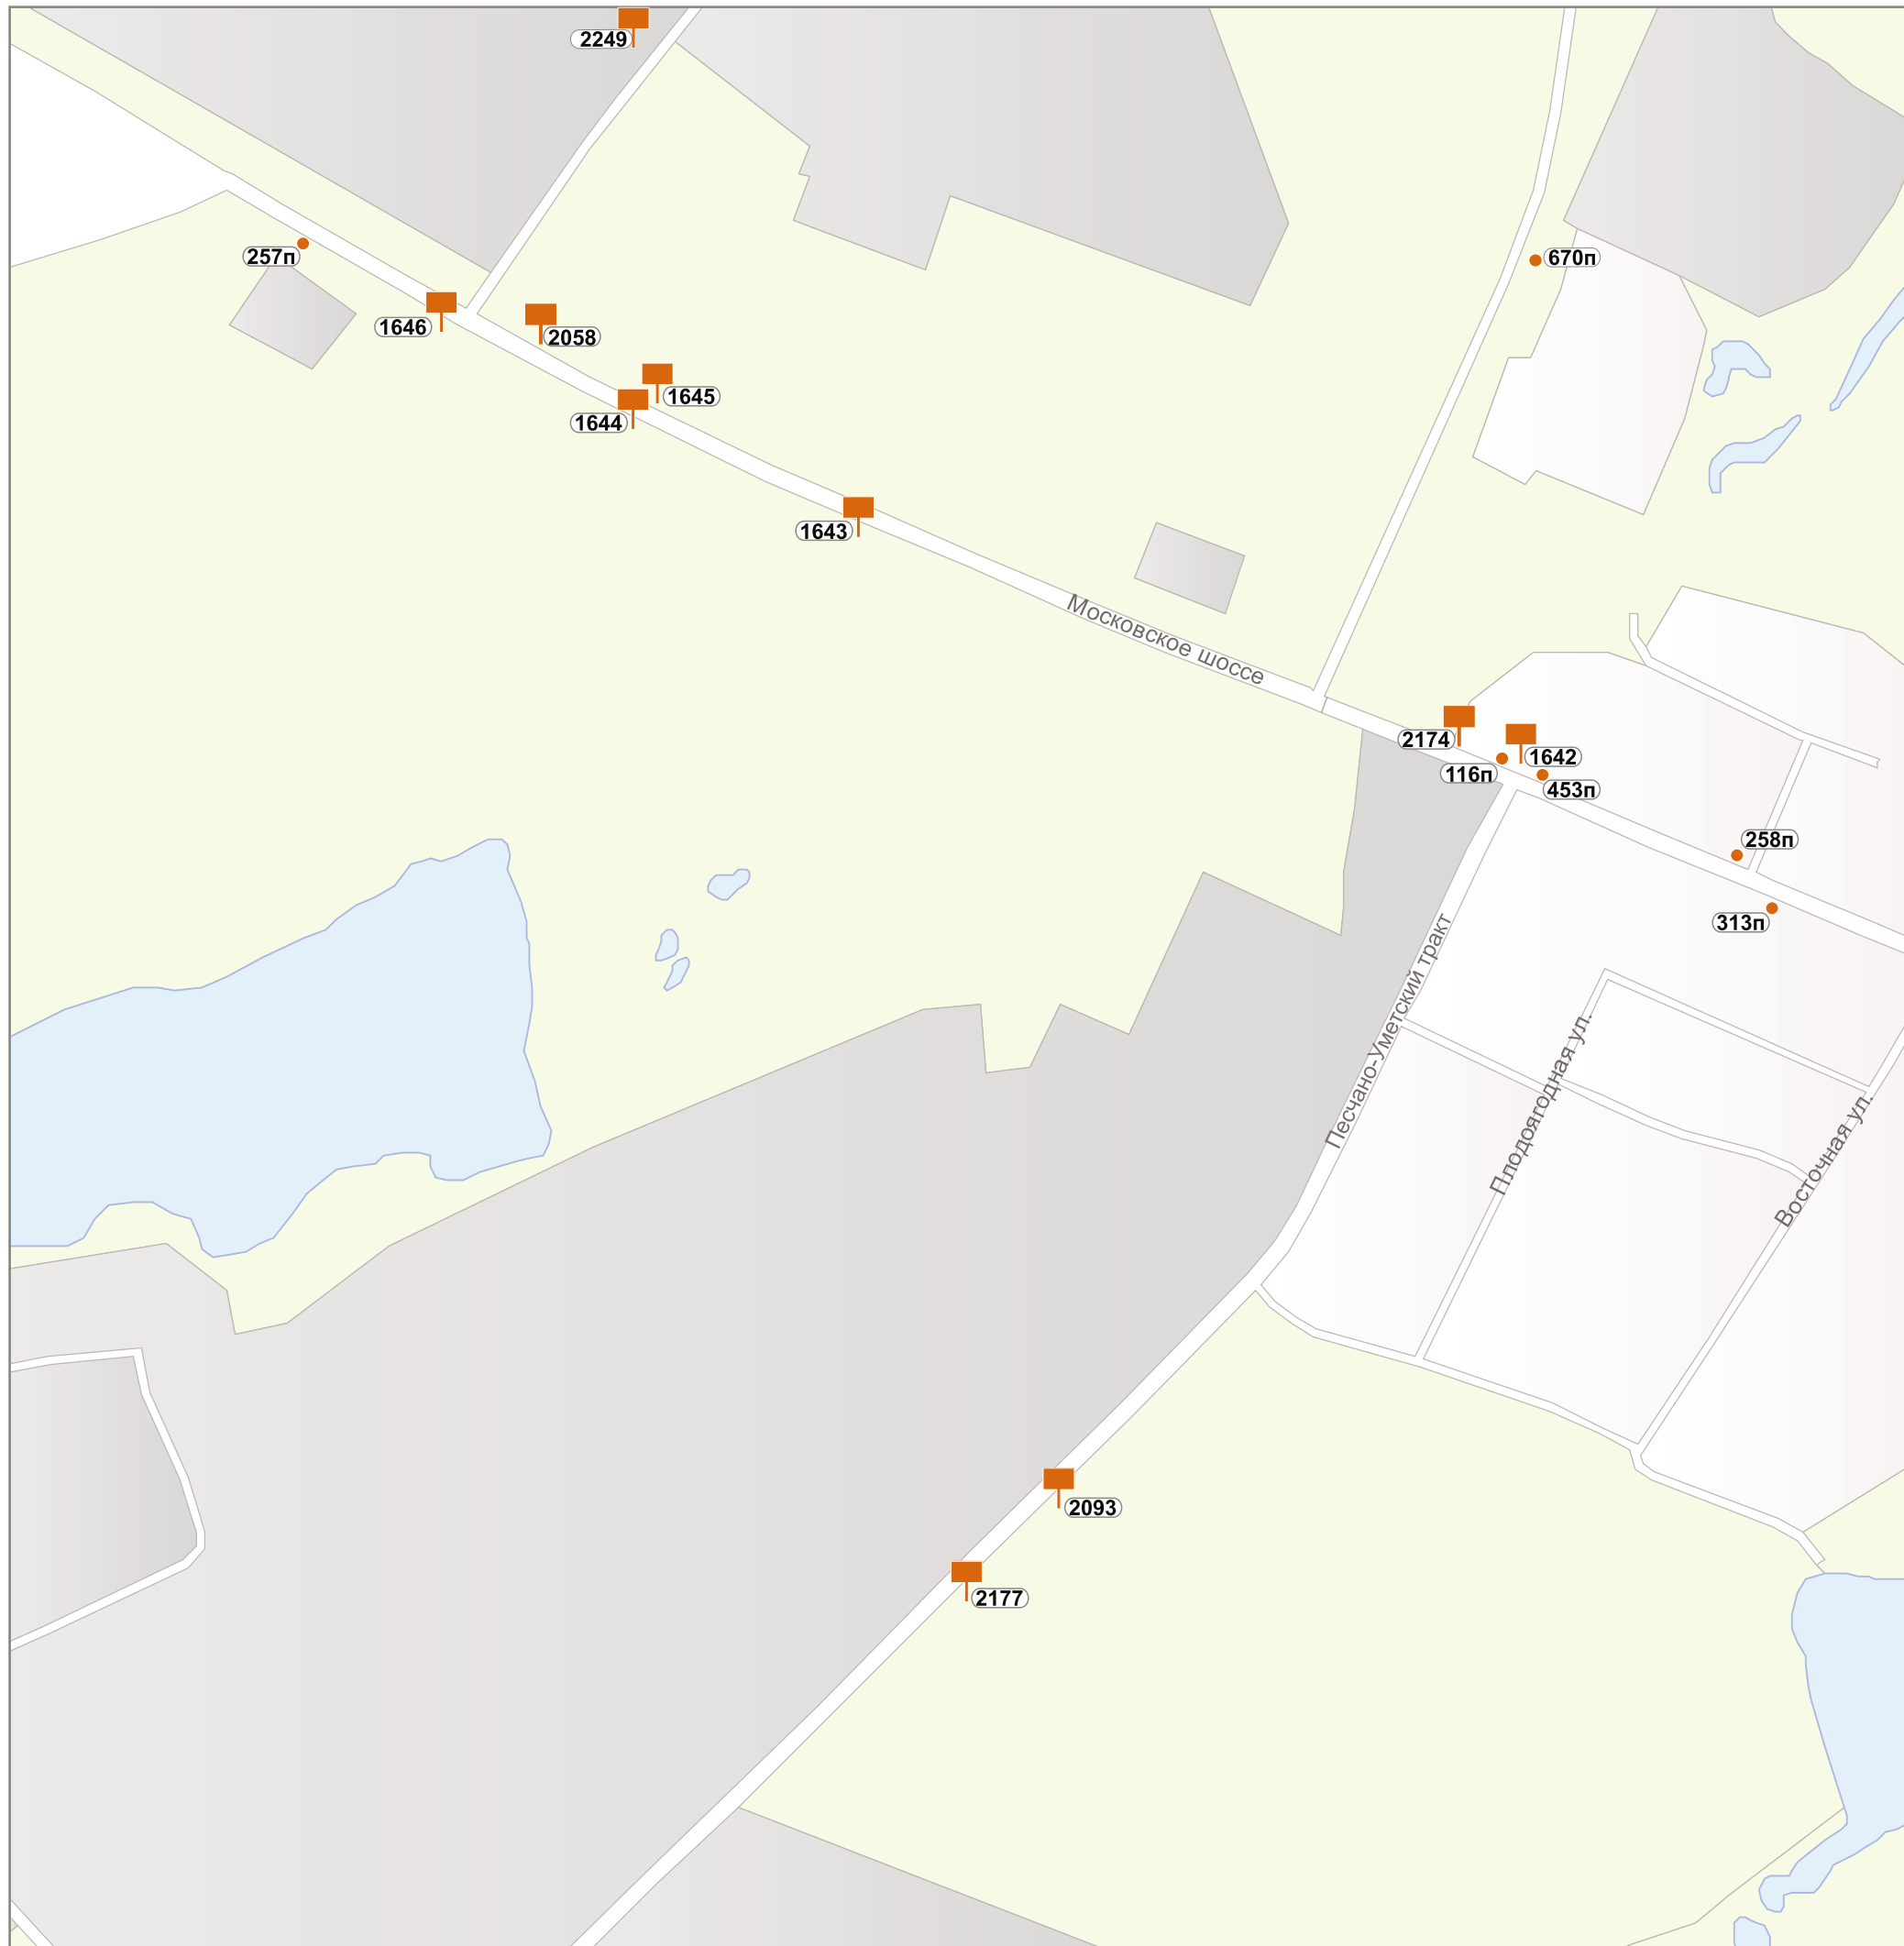 2249
257п
670п
1646
2058
1645
1644
1643
Московское шоссе
2174
1642
116п
453п
258п
313п
Песчано-Уметский тракт
Плодоягодная ул.
Восточная ул.
2093
2177